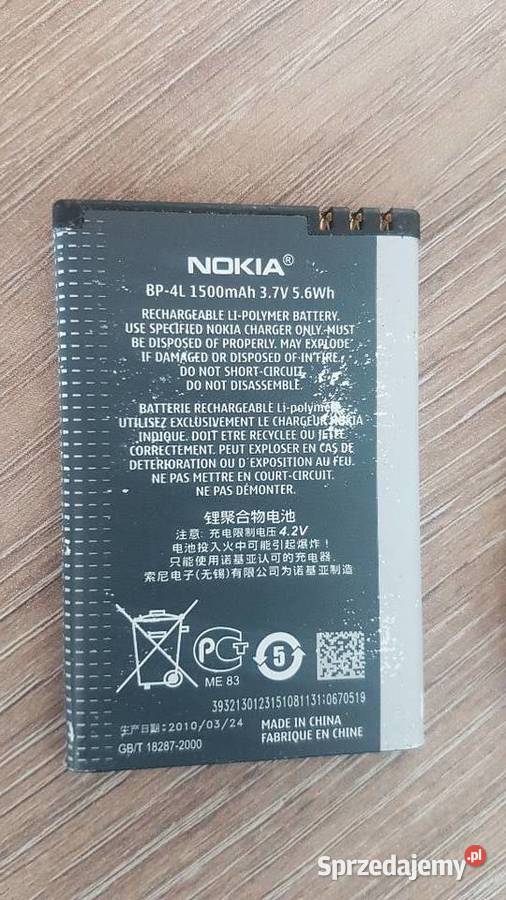 NOKIA®
BP-4L 1500mAh 3.7V 5.6Wh
RECHARGEABLE LI-POLYMER BATTERY.
USE SPECIFIED NOKIA CHARGER ONLY. MUST
BE DISPOSED OF PROPERLY. MAY EXPLODE
IF DAMAGED OR DISPOSED OF IN FIRE.
DO NOT SHORT-CIRCUIT.
DO NOT DISASSEMBLE.
BATTERIE RECHARGEABLE Li-polymer
UTILISEZ EXCLUSIVEMENT LE CHARGEUR NOKIA
INDIQUE. DOIT ETRE RECYCLEE OU JETEE
CORRECTEMENT. PEUT EXPLOSER EN CAS DE
DETERIORATION OU D'EXPOSITION AU FEU.
NE PAS METTRE EN COURT-CIRCUIT.
NE PAS DÉMONTER.
锂聚合物电池
注意: 充电限制电压4.2V
电池投入火中可能引起爆炸!
只能使用诺基亚认可的充电器。
索尼电子(无锡)有限公司为诺基亚制造
PCT
5
ME 83
3932130123151081131;0670519
生产日期: 2010/03/24
MADE IN CHINA
GB/T 18287-2000
FABRIQUE EN CHINE
Sprzedajemy.pl